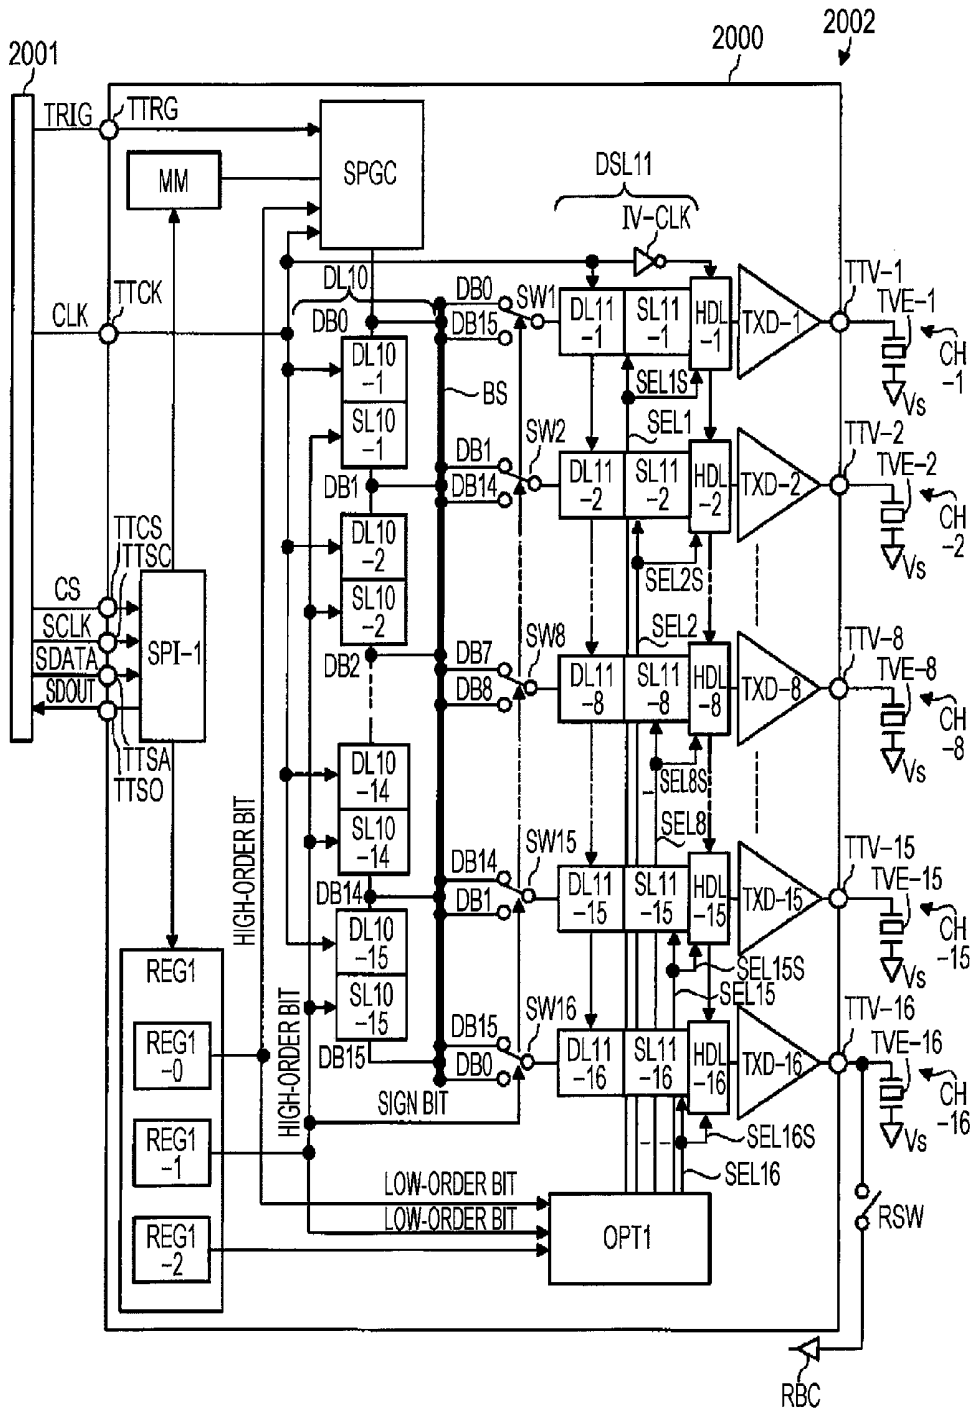 2002
2000
2001
TRIG
TTRG
MM
SPGC
DSL11
IV-CLK
CLK
TTCK
DL10
DB0
DB0
DB15
SW1
DL11
-1
SL11
-1
HDL
-1
TXD-1
TTV-1
TVE-1
CH
-1
Vs
DL10
-1
SL10
-1
BS
SEL1S
SEL1
DB1
DB1
DB14
SW2
DL11
-2
SL11
-2
HDL
-2
TXD-2
TTV-2
TVE-2
CH
-2
Vs
DL10
-2
SL10
-2
SEL2S
SEL2
TTCS
TTSC
CS
SCLK
SDATA
SDOUT
SPI-1
TTSA
TTSO
DB2
DB7
DB8
SW8
DL11
-8
SL11
-8
HDL
-8
TXD-8
TTV-8
TVE-8
CH
-8
Vs
DL10
-14
SL10
-14
SEL8S
SEL8
HIGH-ORDER BIT
DB14
DB14
DB1
SW15
DL11
-15
SL11
-15
HDL
-15
TXD-15
TTV-15
TVE-15
CH
-15
Vs
DL10
-15
SL10
-15
SEL15S
SEL15
REG1
REG1
-0
HIGH-ORDER BIT
DB15
DB15
DB0
SW16
DL11
-16
SL11
-16
HDL
-16
TXD-16
TTV-16
TVE-16
CH
-16
Vs
SIGN BIT
REG1
-1
SEL16S
SEL16
LOW-ORDER BIT
LOW-ORDER BIT
REG1
-2
OPT1
RSW
RBC